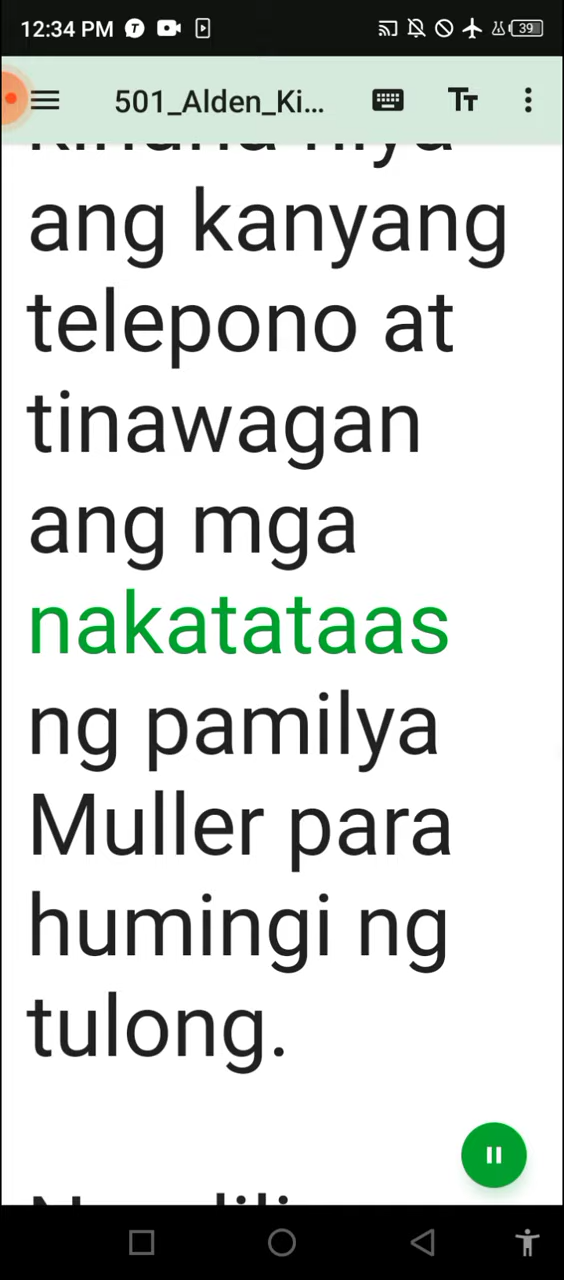 12:34 PM
39
501_Alden_Ki...
ang kanyang
telepono at
tinawagan
ang mga
nakatataas
ng pamilya
Muller para
humingi ng
tulong.